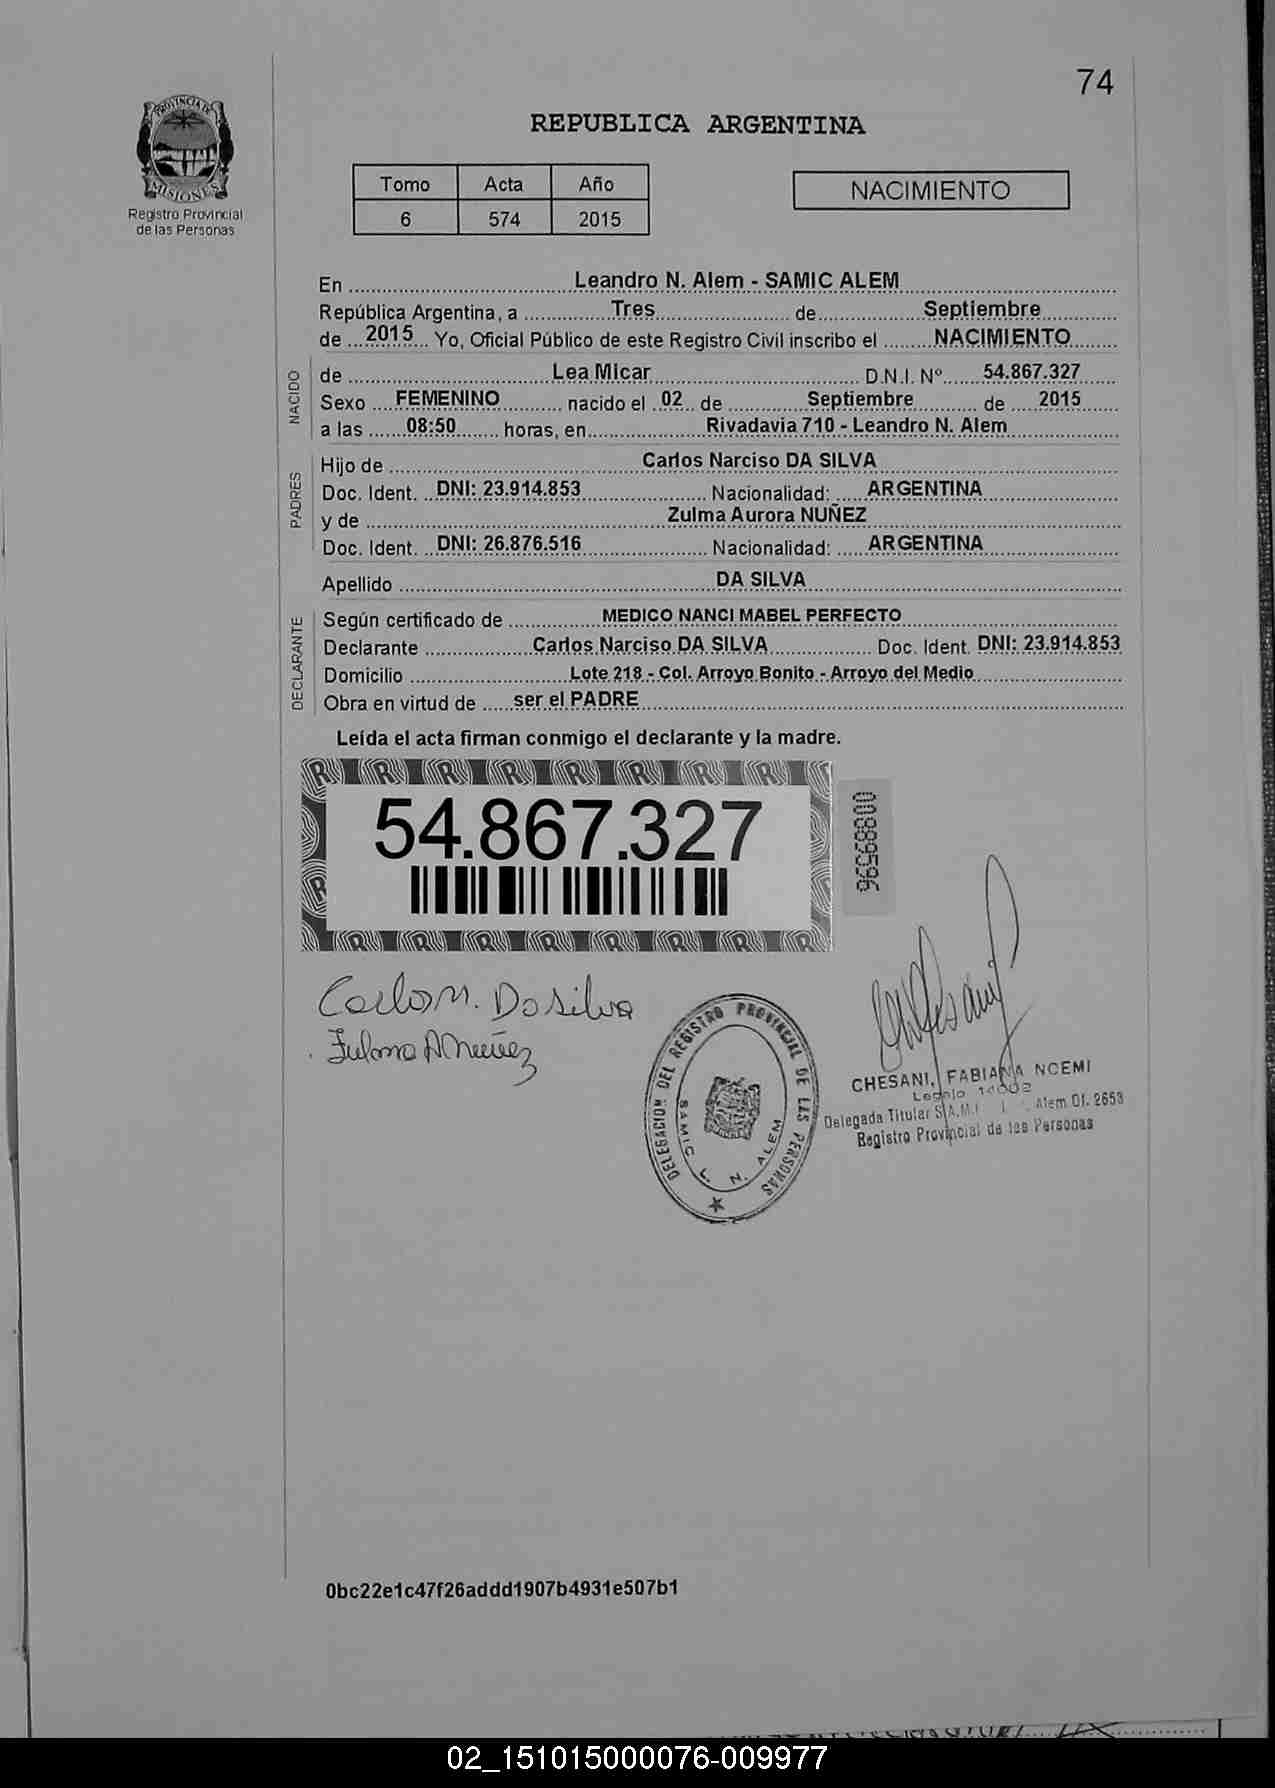 74
PROVINCIA DE
MISIONES
Registro Provincial
de las Personas
REPUBLICA ARGENTINA
Tomo Acta Año
6 574 2015
NACIMIENTO
En Leandro N. Alem - SAMIC ALEM
República Argentina, a Tres de Septiembre
de 2015 Yo, Oficial Público de este Registro Civil inscribo el NACIMIENTO
NACIDO
de Lea Micar D.N.I. Nº 54.867.327
Sexo FEMENINO nacido el 02 de Septiembre de 2015
a las 08:50 horas, en Rivadavia 710 - Leandro N. Alem
PADRES
Hijo de Carlos Narciso DA SILVA
Doc. Ident. DNI: 23.914.853 Nacionalidad: ARGENTINA
y de Zulma Aurora NUÑEZ
Doc. Ident. DNI: 26.876.516 Nacionalidad: ARGENTINA
Apellido DA SILVA
DECLARANTE
Según certificado de MEDICO NANCI MABEL PERFECTO
Declarante Carlos Narciso DA SILVA Doc. Ident. DNI: 23.914.853
Domicilio Lote 218 - Col. Arroyo Bonito - Arroyo del Medio
Obra en virtud de ser el PADRE
Leída el acta firman conmigo el declarante y la madre.
54.867.327
00889596
Carlos N. Da Silva
Zulma A Nuñez
DELEGACION DEL REGISTRO PROVINCIAL DE LAS PERSONAS
SAMIC L. N. ALEM
CHESANI, FABIANA NOEMI
Legajo
Delegada Titular S.A.M.I Alem Of. 2653
Registro Provincial de las Personas
0bc22e1c47f26addd1907b4931e507b1
02_151015000076-009977